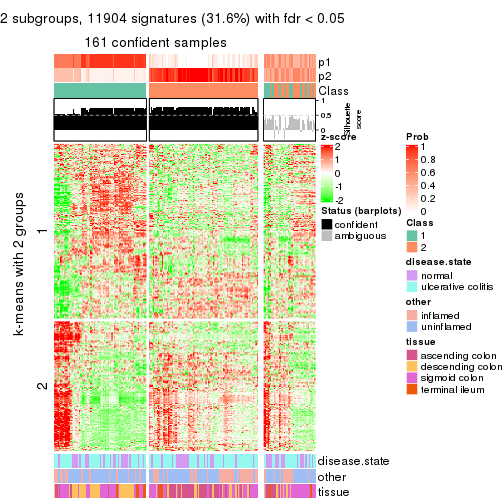 2 subgroups, 11904 signatures (31.6%) with fdr < 0.05
161 confident samples
p1
p2
Class
1
0.5
0
Silhouette
score
k-means with 2 groups
1
2
disease.state
other
tissue
z-score
2
1
0
-1
-2
Status (barplots)
confident
ambiguous
Prob
1
0.8
0.6
0.4
0.2
0
Class
1
2
disease.state
normal
ulcerative colitis
other
inflamed
uninflamed
tissue
ascending colon
descending colon
sigmoid colon
terminal ileum